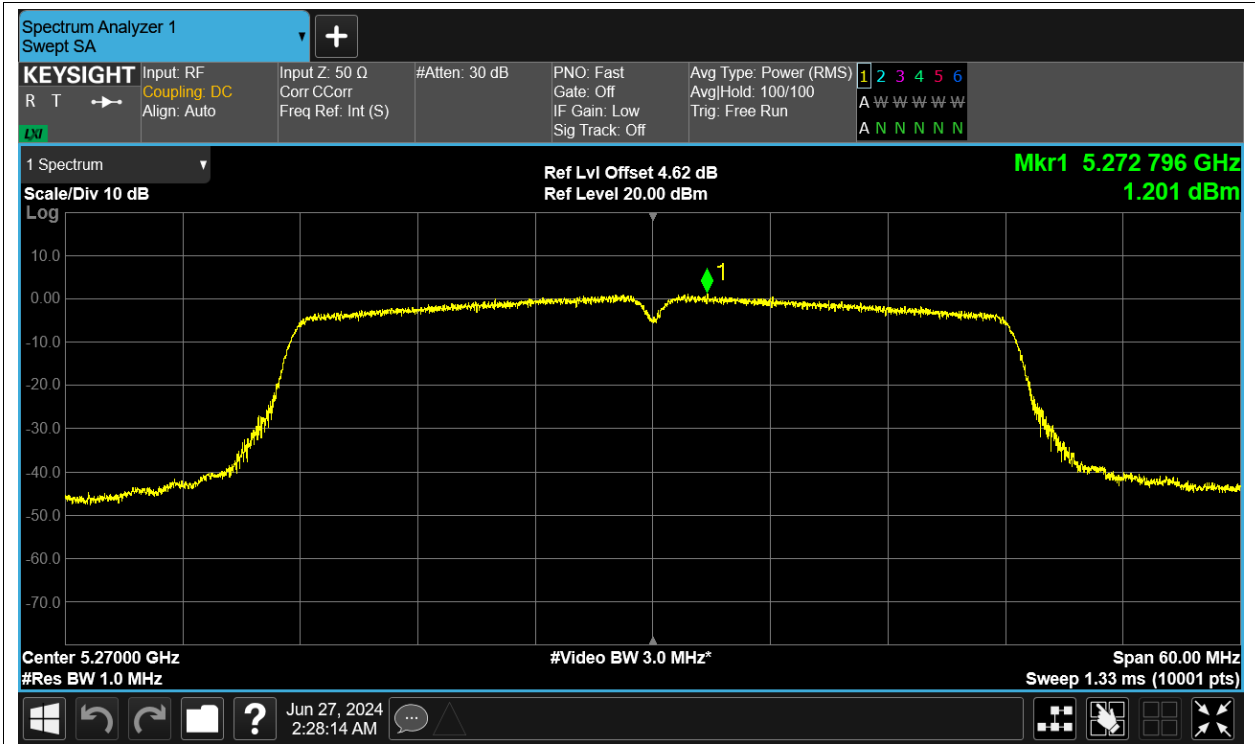 Spectrum Analyzer 1
Swept SA
KEYSIGHT
R T
LXI
Input: RF
Coupling: DC
Align: Auto
Input Z: 50 Ω
Corr CCorr
Freq Ref: Int (S)
#Atten: 30 dB
PNO: Fast
Gate: Off
IF Gain: Low
Sig Track: Off
Avg Type: Power (RMS)
Avg|Hold: 100/100
Trig: Free Run
1 2 3 4 5 6
A W W W W W
A N N N N N
1 Spectrum
Scale/Div 10 dB
Log
Ref Lvl Offset 4.62 dB
Ref Level 20.00 dBm
Mkr1 5.272 796 GHz
1.201 dBm
1
10.0
0.00
-10.0
-20.0
-30.0
-40.0
-50.0
-60.0
-70.0
Center 5.27000 GHz
#Res BW 1.0 MHz
#Video BW 3.0 MHz*
Span 60.00 MHz
Sweep 1.33 ms (10001 pts)
?
Jun 27, 2024
2:28:14 AM